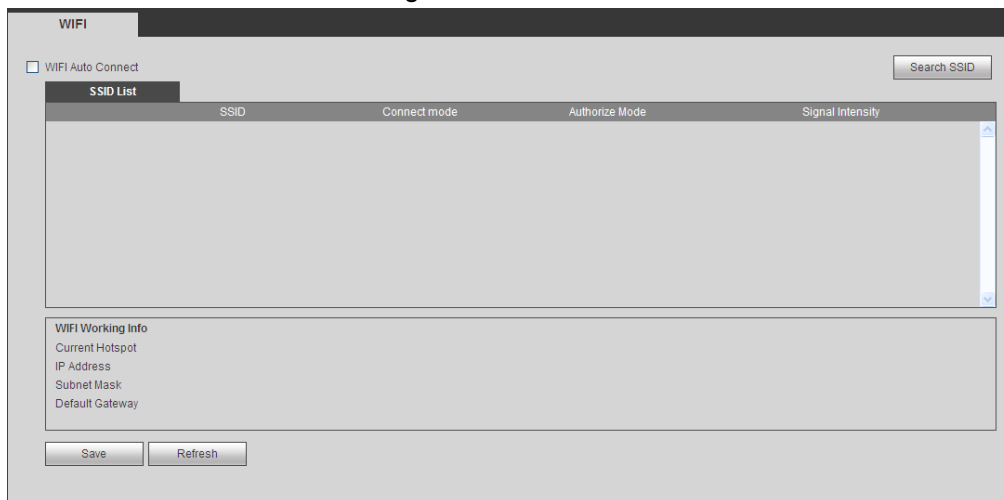 WIFI
WIFI Auto Connect Search SSID
SSID List
SSID Connect mode Authorize Mode Signal Intensity
WIFI Working Info
Current Hotspot
IP Address
Subnet Mask
Default Gateway
Save Refresh